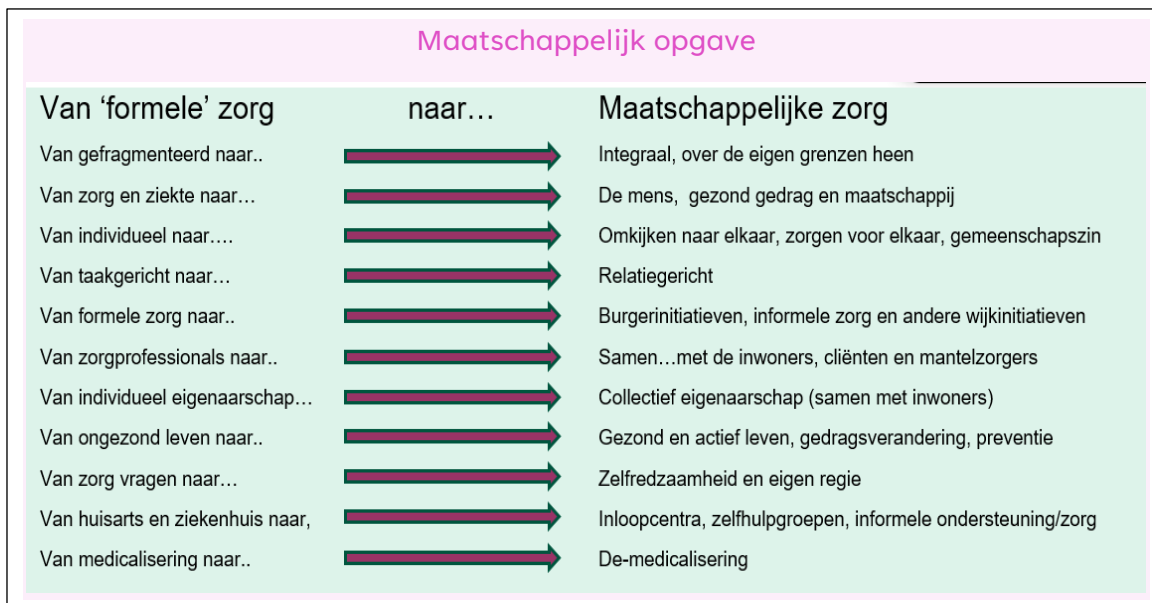 Maatschappelijk opgave
Van ‘formele’ zorg naar… Maatschappelijke zorg
Van gefragmenteerd naar.. Integraal, over de eigen grenzen heen
Van zorg en ziekte naar… De mens, gezond gedrag en maatschappij
Van individueel naar…. Omkijken naar elkaar, zorgen voor elkaar, gemeenschapszin
Van taakgericht naar… Relatiegericht
Van formele zorg naar.. Burgerinitiatieven, informele zorg en andere wijkinitiatieven
Van zorgprofessionals naar.. Samen…met de inwoners, cliënten en mantelzorgers
Van individueel eigenaarschap… Collectief eigenaarschap (samen met inwoners)
Van ongezond leven naar.. Gezond en actief leven, gedragsverandering, preventie
Van zorg vragen naar… Zelfredzaamheid en eigen regie
Van huisarts en ziekenhuis naar, Inloopcentra, zelfhulpgroepen, informele ondersteuning/zorg
Van medicalisering naar.. De-medicalisering